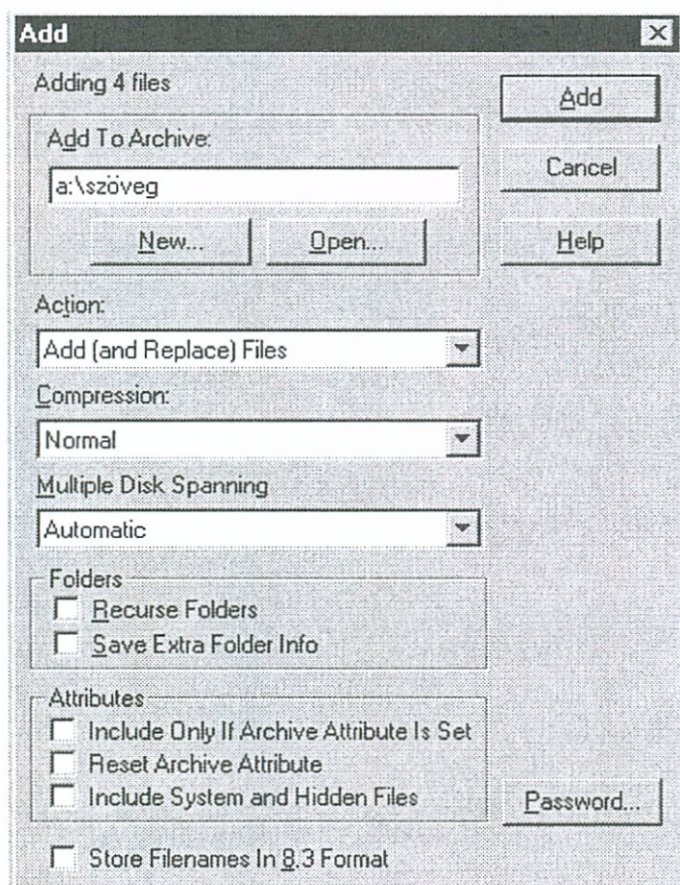 Add
Adding 4 files
Add
Add To Archive:
a:\szöveg
Cancel
New...
Open...
Help
Action:
Add (and Replace) Files
Compression:
Normal
Multiple Disk Spanning
Automatic
Folders
Recurse Folders
Save Extra Folder Info
Attributes
Include Only If Archive Attribute Is Set
Reset Archive Attribute
Include System and Hidden Files
Password...
Store Filenames In 8.3 Format